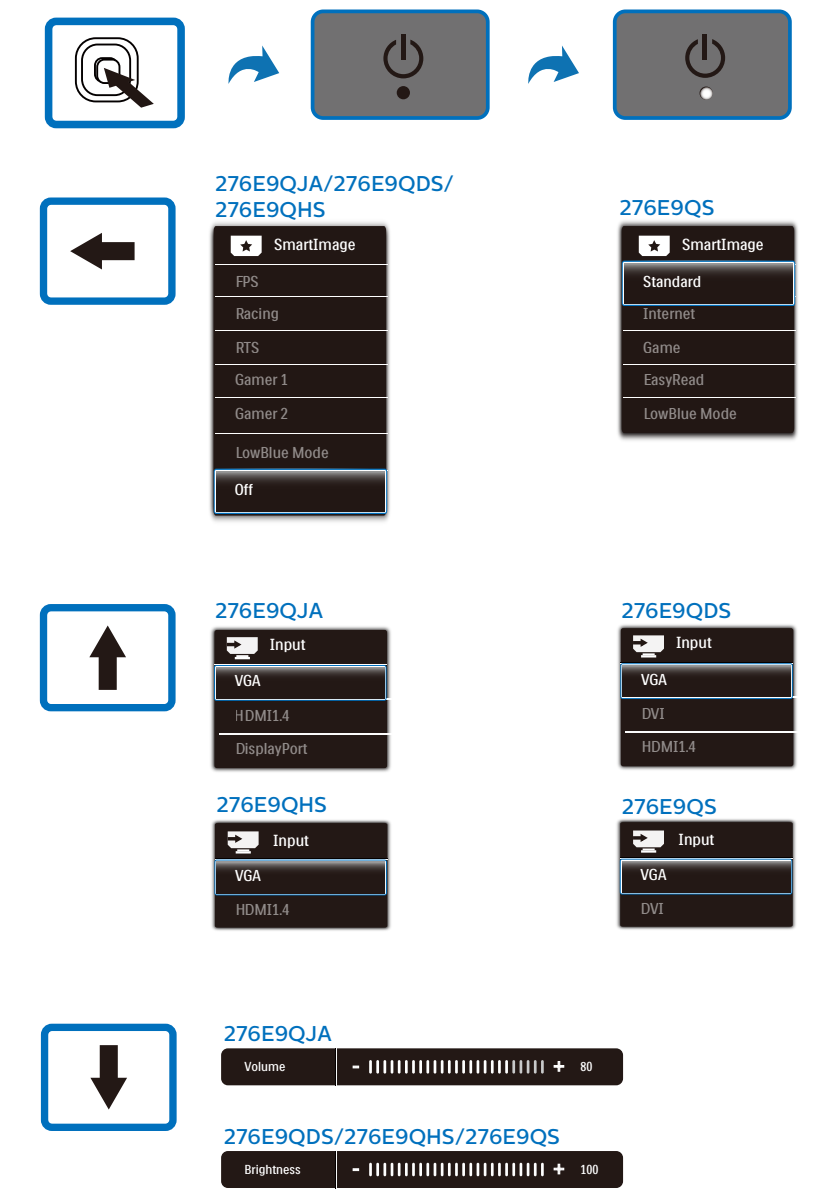 276E9QJA/276E9QDS/
276E9QHS
SmartImage
FPS
Racing
RTS
Gamer 1
Gamer 2
LowBlue Mode
Off
276E9QS
SmartImage
Standard
Internet
Game
EasyRead
LowBlue Mode
276E9QJA
Input
VGA
HDMI1.4
DisplayPort
276E9QDS
Input
VGA
DVI
HDMI1.4
276E9QHS
Input
VGA
HDMI1.4
276E9QS
Input
VGA
DVI
276E9QJA
Volume - + 80
276E9QDS/276E9QHS/276E9QS
Brightness - + 100